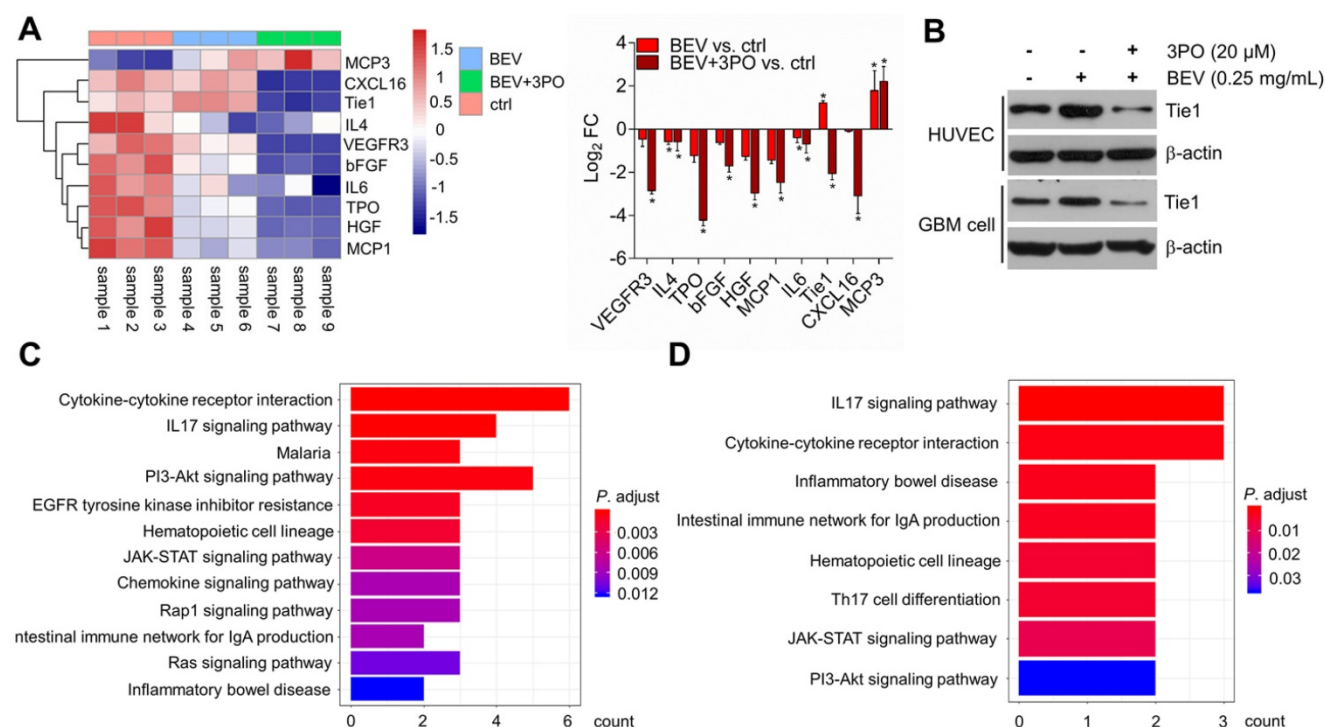 A
BEV
BEV+3PO
ctrl
1.5
1
0.5
0
-0.5
-1
-1.5
MCP3
CXCL16
Tie1
IL4
VEGFR3
bFGF
IL6
TPO
HGF
MCP1
sample 1
sample 2
sample 3
sample 4
sample 5
sample 6
sample 7
sample 8
sample 9
BEV vs. ctrl
BEV+3PO vs. ctrl
Log2 FC
4
2
0
-2
-4
-6
* * * * * * * * * * * * * *
VEGFR3
IL4
TPO
bFGF
HGF
MCP1
IL6
Tie1
CXCL16
MCP3
B
- - + 3PO (20 μM)
- + + BEV (0.25 mg/mL)
HUVEC
Tie1
β-actin
GBM cell
Tie1
β-actin
C
Cytokine-cytokine receptor interaction
IL17 signaling pathway
Malaria
PI3-Akt signaling pathway
EGFR tyrosine kinase inhibitor resistance
Hematopoietic cell lineage
JAK-STAT signaling pathway
Chemokine signaling pathway
Rap1 signaling pathway
ntestinal immune network for IgA production
Ras signaling pathway
Inflammatory bowel disease
0 2 4 6 count
P. adjust
0.003
0.006
0.009
0.012
D
IL17 signaling pathway
Cytokine-cytokine receptor interaction
Inflammatory bowel disease
Intestinal immune network for IgA production
Hematopoietic cell lineage
Th17 cell differentiation
JAK-STAT signaling pathway
PI3-Akt signaling pathway
0 1 2 3 count
P. adjust
0.01
0.02
0.03